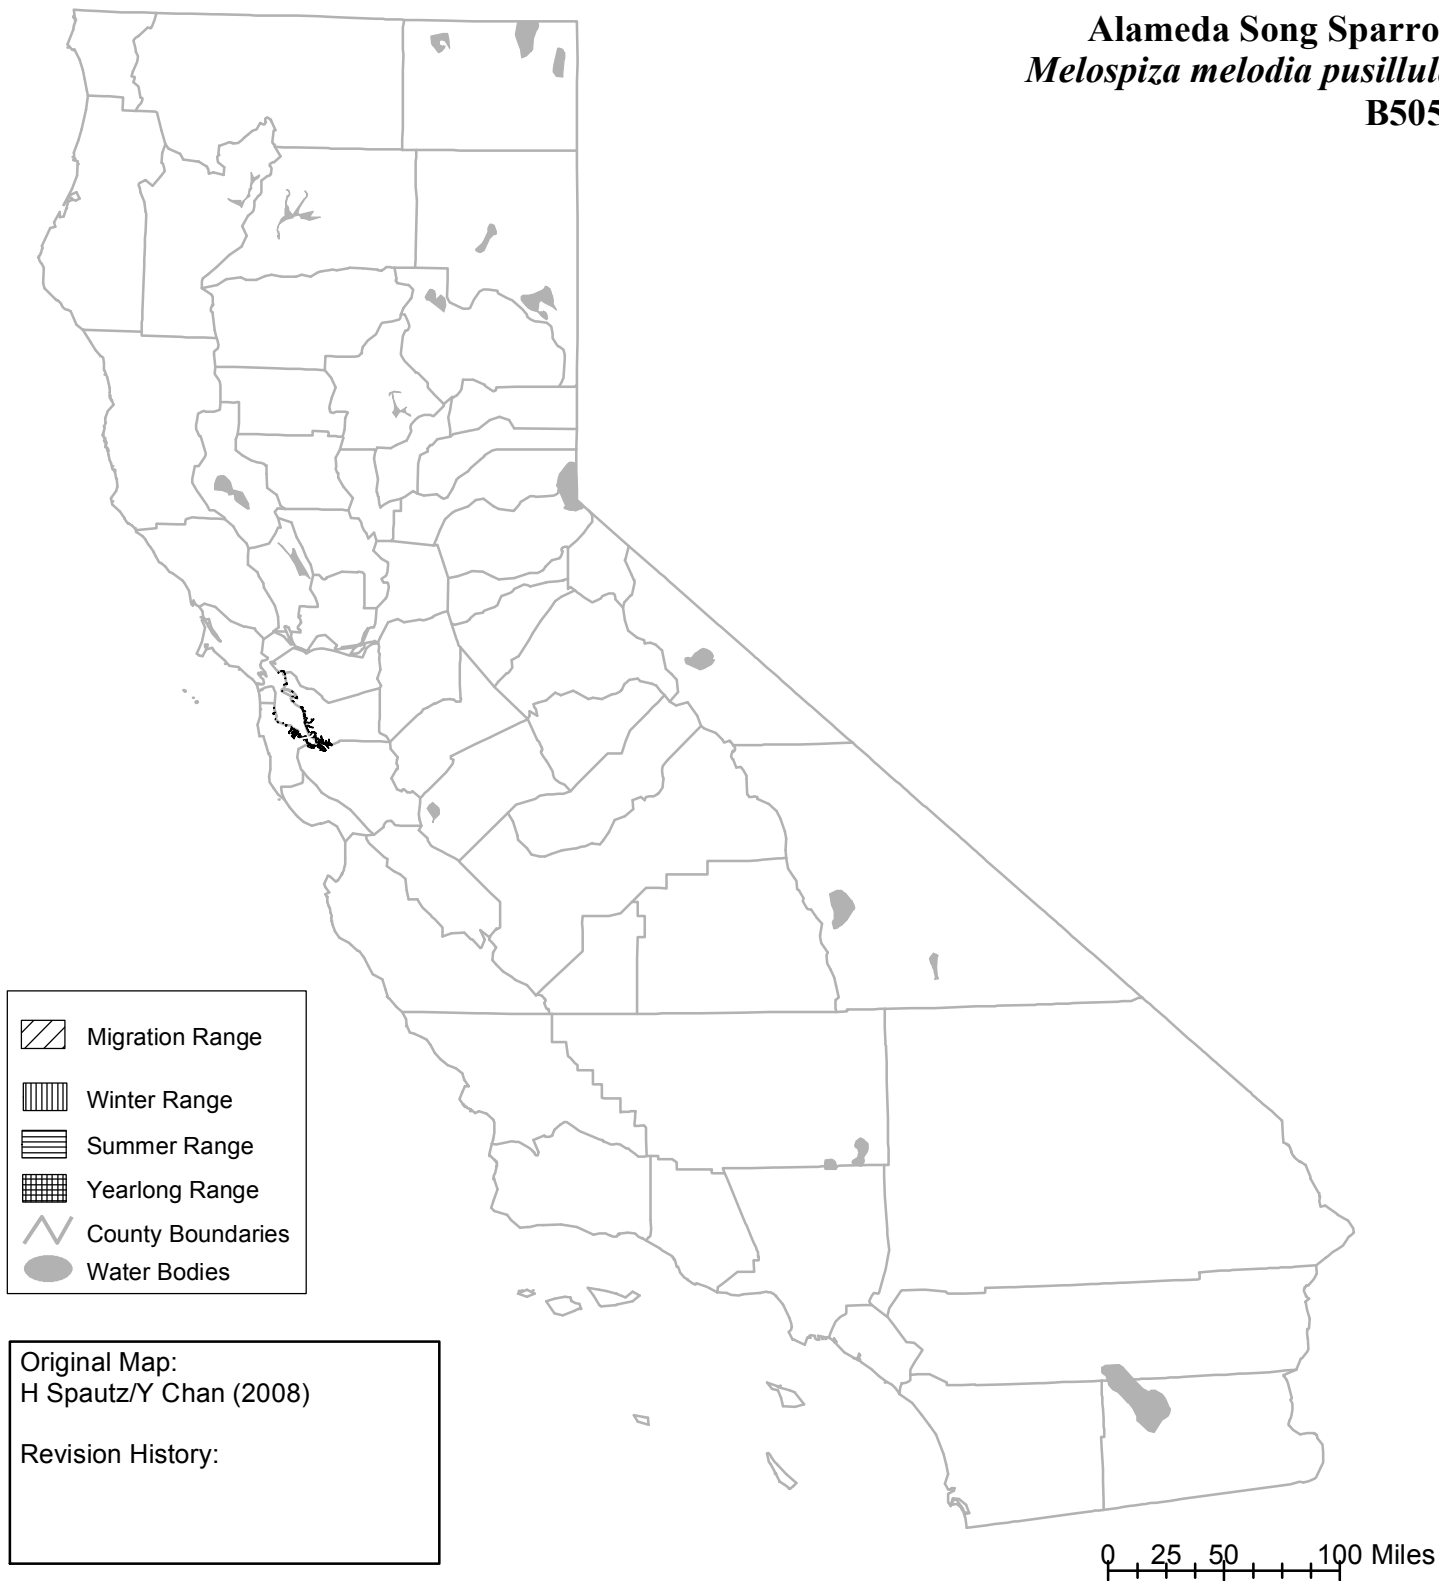 Alameda Song Sparro
Melospiza melodia pusillul
B505
Migration Range
Winter Range
Summer Range
Yearlong Range
County Boundaries
Water Bodies
Original Map:
H Spautz/Y Chan (2008)
Revision History:
0 25 50 100 Miles